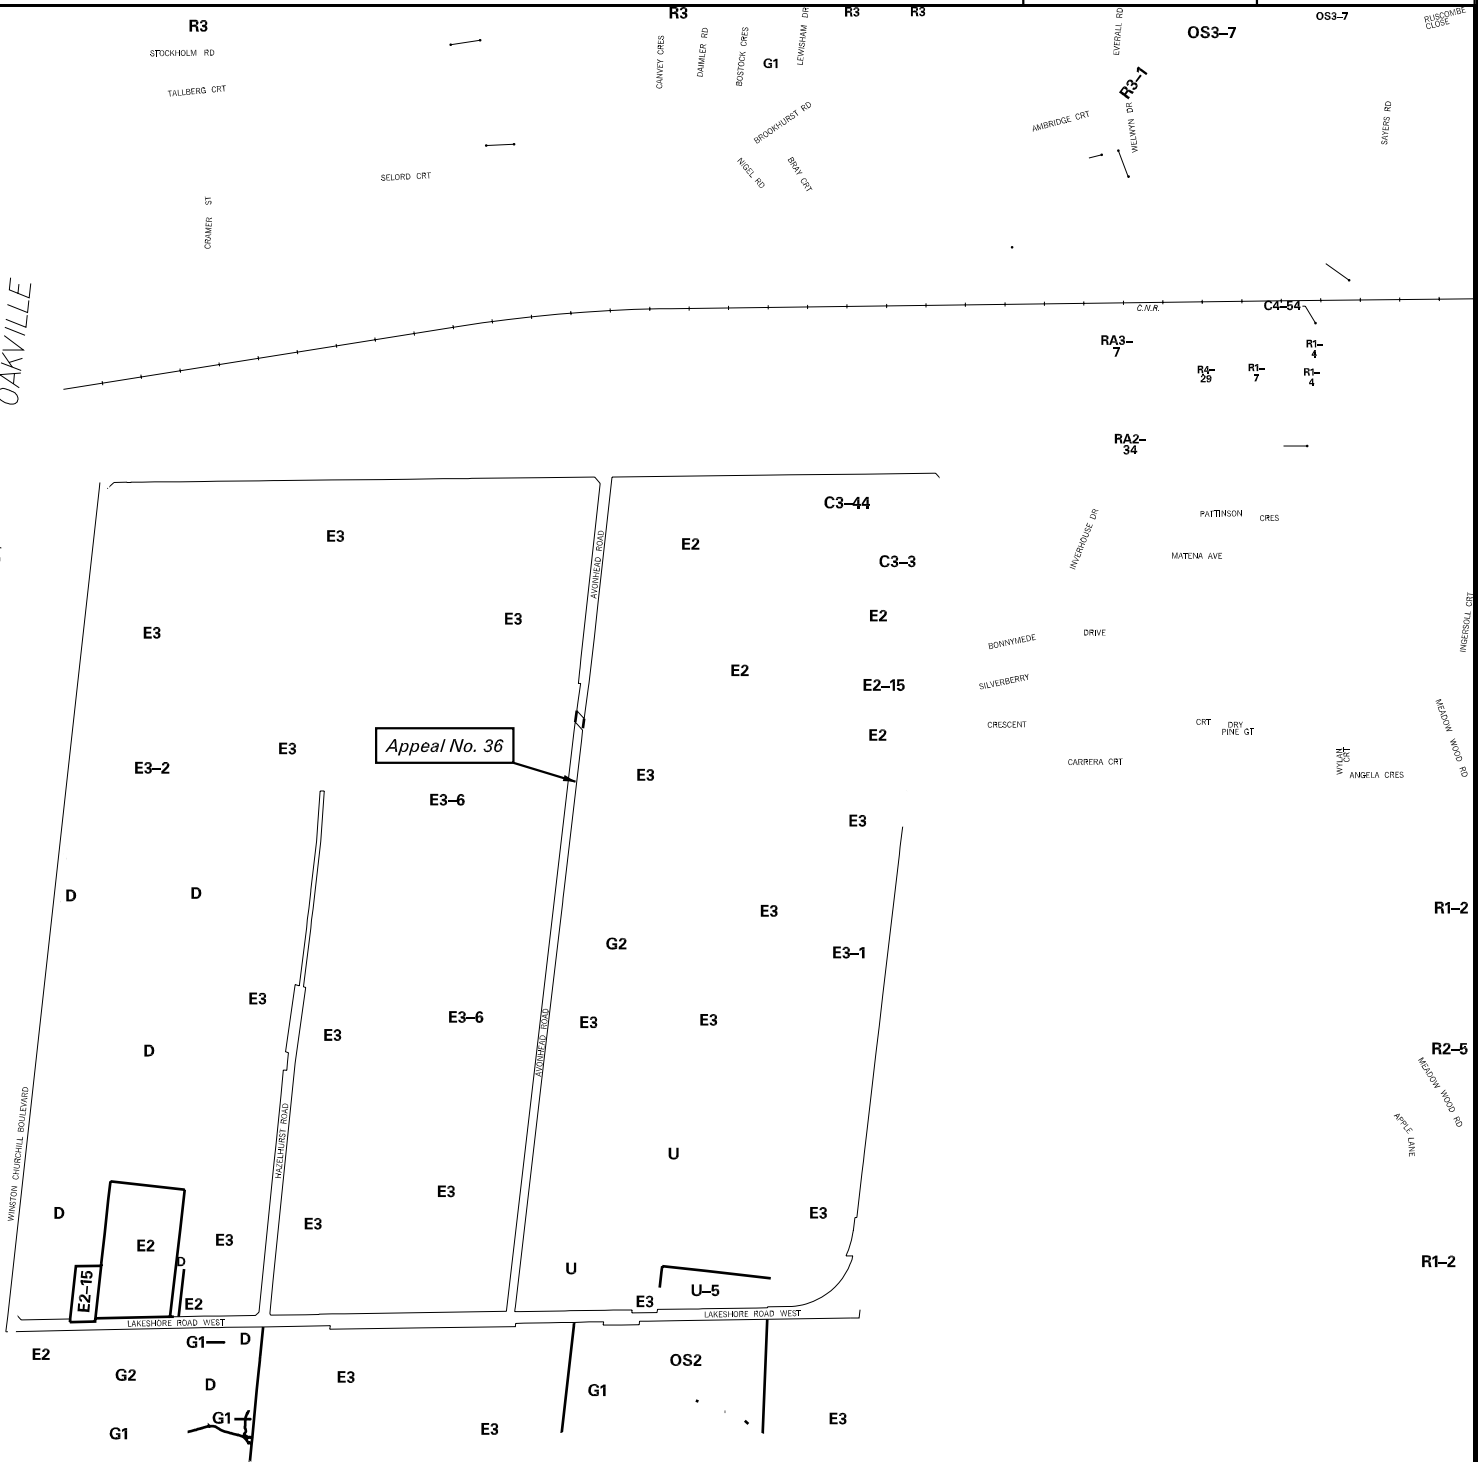 R3
R3
R3
R3
OS3–7
OS3–7
RUSCOMBE
CLOSE
STOCKHOLM RD
TALLBERG CRT
CANVEY CRES
DAIMLER RD
BOSTOCK CRES
LEWISHAM DR
G1
EVERALL RD
R3–1
BROOKHURST RD
AMBRIDGE CRT
WELWYN DR
SAYERS RD
NIGEL RD
BRAY CRT
SELORD CRT
CRAMER ST
OAKVILLE
C.N.R.
C4–54
RA3–
7
R1–
4
R4–
29
R1–
7
R1–
4
RA2–
34
C3–44
PATTINSON CRES
INVERHOUSE DR
MATENA AVE
E3
AVONHEAD ROAD
E2
C3–3
E3
E3
E2
INGERSOLL CRT
BONNYMEDE DRIVE
E2
E2–15
SILVERBERRY
CRESCENT
CRT
DRY
PINE GT
MEADOW WOOD RD
E2
Appeal No. 36
E3
E3–2
E3
CARRERA CRT
WYLAN
CRT
ANGELA CRES
E3–6
E3
D
D
E3
R1–2
G2
E3–1
E3
E3–6
E3
E3
E3
AVONHEAD ROAD
D
R2–5
MEADOW WOOD RD
APPLE LANE
WINSTON CHURCHILL BOULEVARD
HAZELHURST ROAD
U
E3
D
E3
E3
E3
E2
D
U
R1–2
E2–15
E2
E3
U–5
LAKESHORE ROAD WEST
LAKESHORE ROAD WEST
G1
D
E2
G2
D
E3
OS2
G1
G1
G1
E3
E3